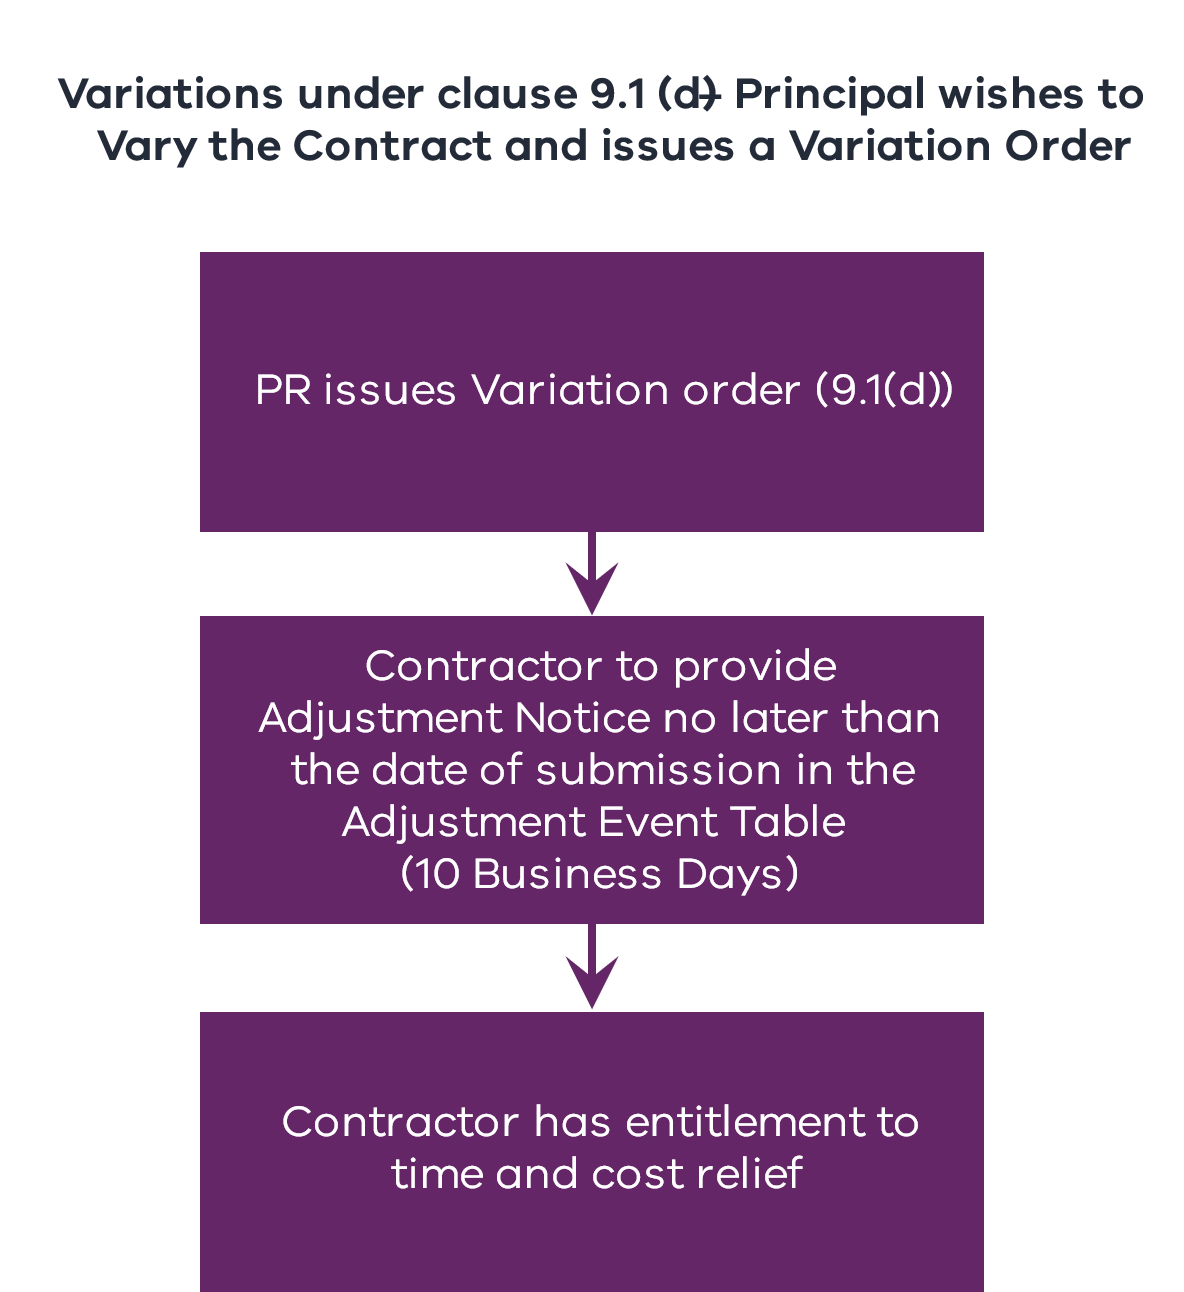 Variations under clause 9.1 (d)- Principal wishes to
Vary the Contract and issues a Variation Order
PR issues Variation order (9.1(d))
Contractor to provide
Adjustment Notice no later than
the date of submission in the
Adjustment Event Table
(10 Business Days)
Contractor has entitlement to
time and cost relief